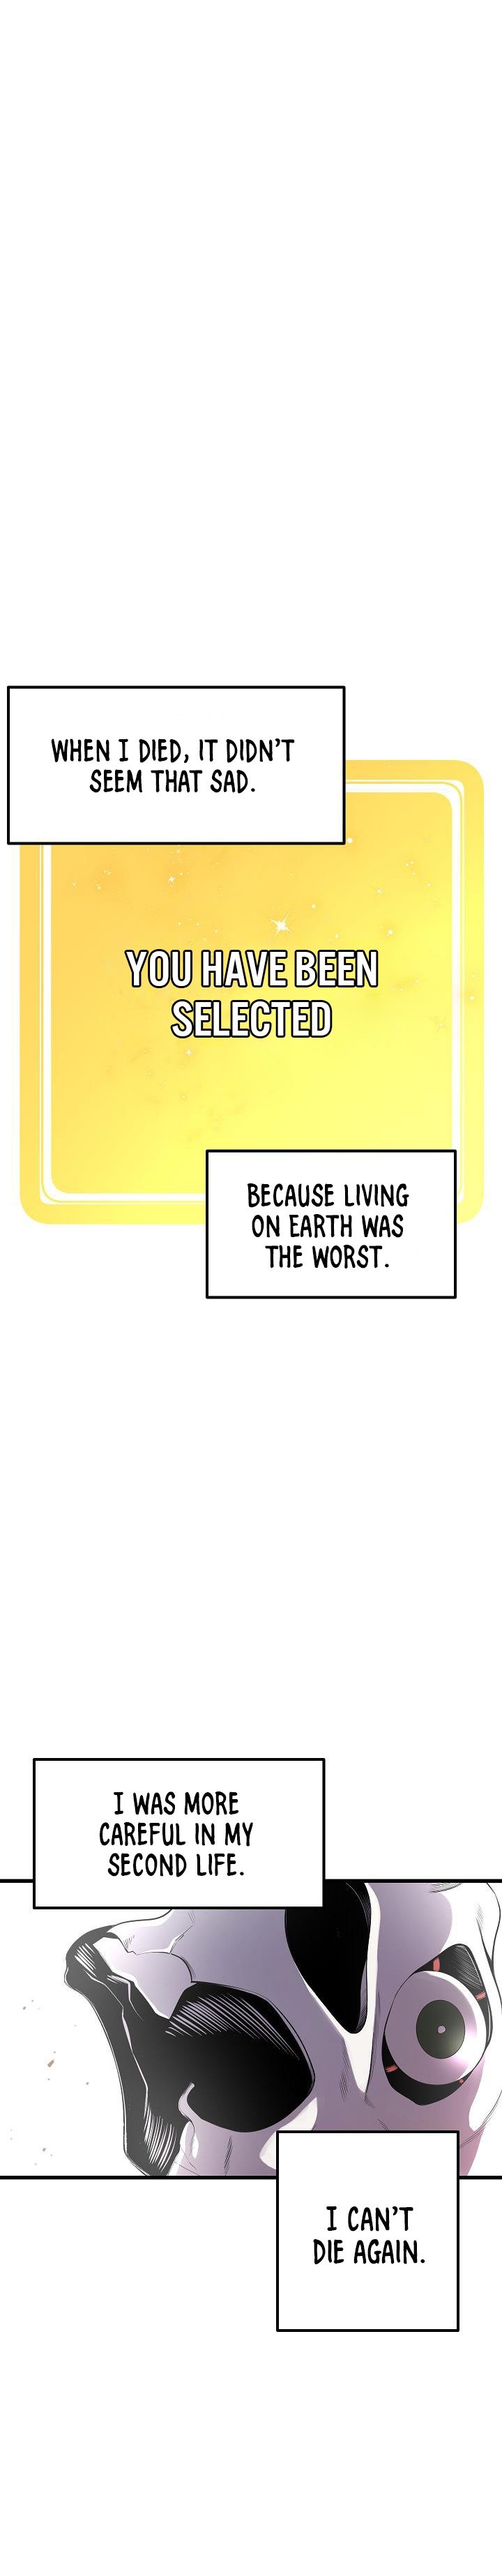 WHEN I DIED, IT DIDN'T
SEEM THAT SAD.
YOU HAVE BEEN
SELECTED
BECAUSE LIVING
ON EARTH WAS
THE WORST.
I WAS MORE
CAREFUL IN MY
SECOND LIFE.
I CAN'T
DIE AGAIN.